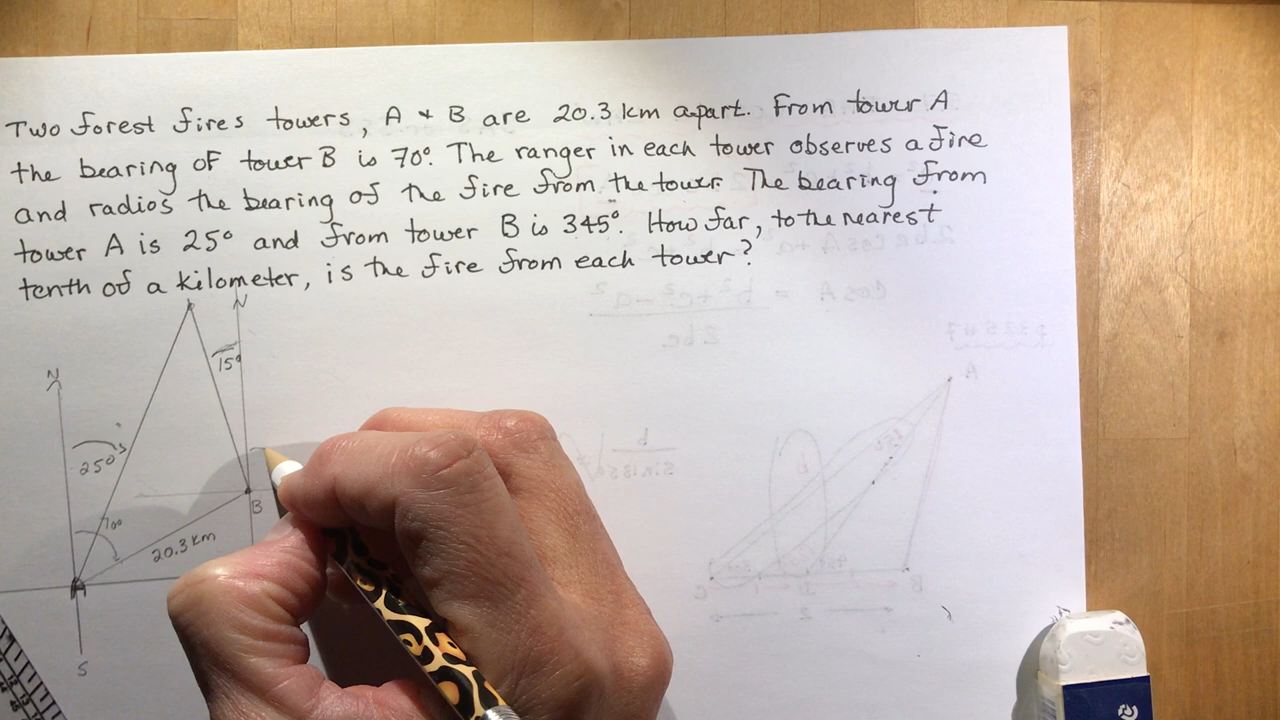 Two forest fires towers, A & B are 20.3 km apart. From tower A
the bearing of tower B is 70°. The ranger in each tower observes a fire
and radios the bearing of the fire from the tower. The bearing from
tower A is 25° and from tower B is 345°. How far, to the nearest
tenth of a kilometer, is the fire from each tower?
N
15°
N
25°
B
70°
20.3 km
A
S